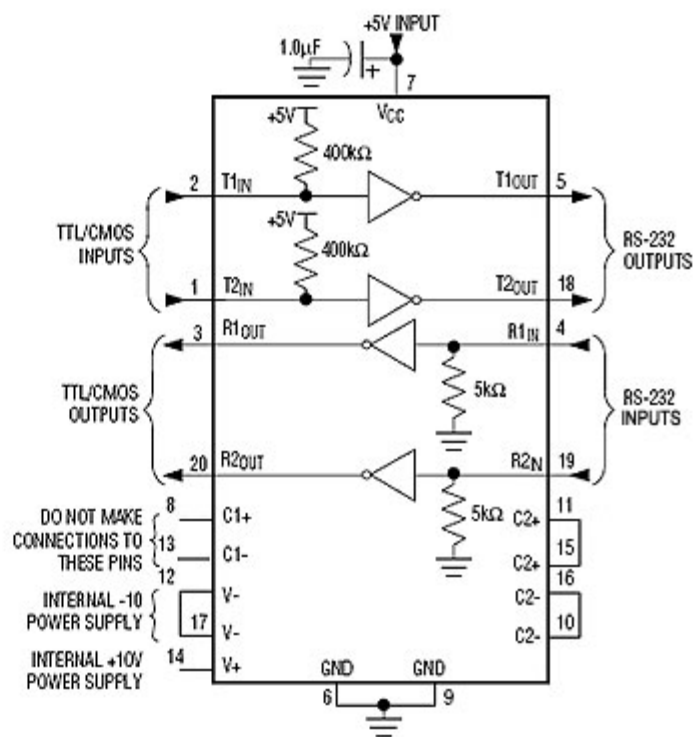 +5V INPUT
1.0µF
+
7
VCC
+5V
400kΩ
2 T1IN T1OUT 5
TTL/CMOS
INPUTS
+5V
400kΩ
RS-232
OUTPUTS
1 T2IN T2OUT 18
3 R1OUT R1IN 4
TTL/CMOS
OUTPUTS
5kΩ
RS-232
INPUTS
20 R2OUT R2IN 19
5kΩ
DO NOT MAKE
CONNECTIONS TO
THESE PINS
8 C1+
13 C1-
C2+ 11
C2+ 15
INTERNAL -10
POWER SUPPLY
12 V-
17 V-
C2- 16
C2- 10
INTERNAL +10V
POWER SUPPLY
14 V+
GND GND
6 9